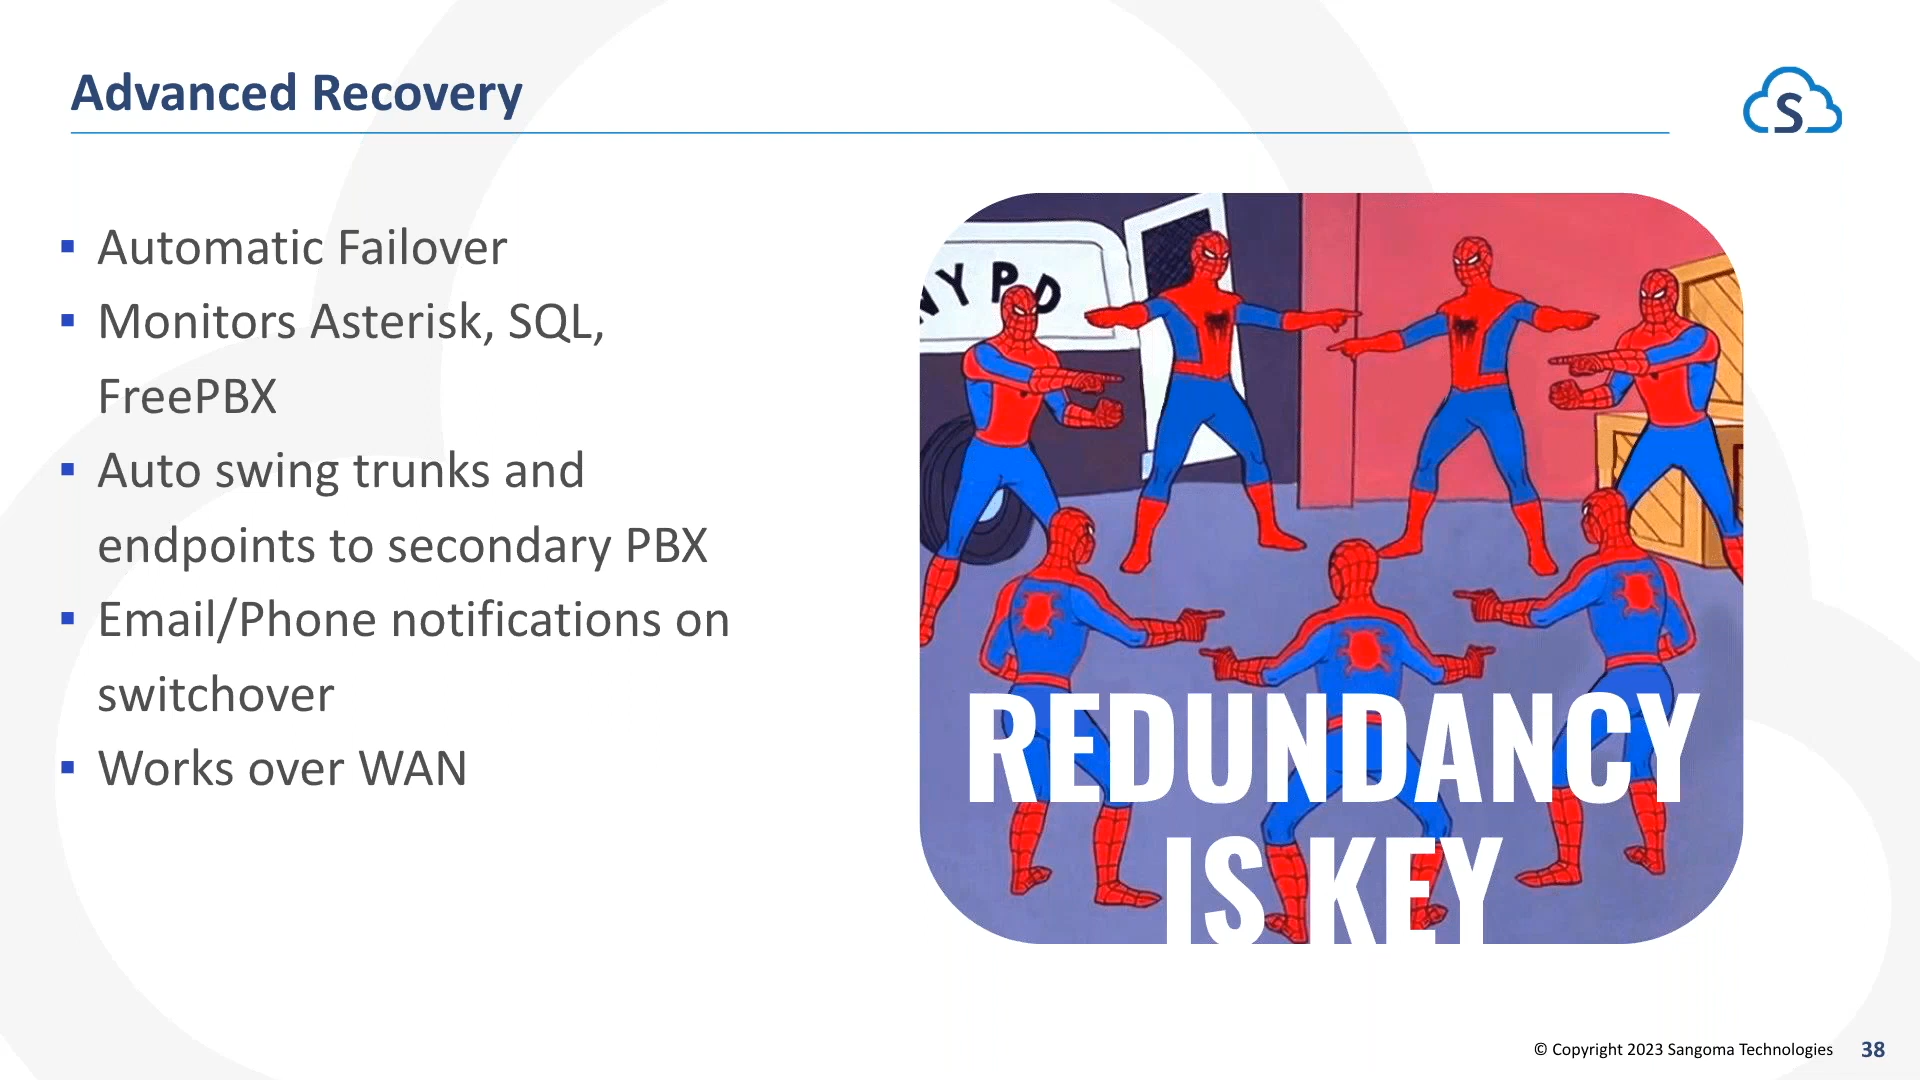 Advanced Recovery
S
▪ Automatic Failover
▪ Monitors Asterisk, SQL,
FreePBX
▪ Auto swing trunks and
endpoints to secondary PBX
▪ Email/Phone notifications on
switchover
▪ Works over WAN
NYPD
REDUNDANCY
IS KEY
© Copyright 2023 Sangoma Technologies 38